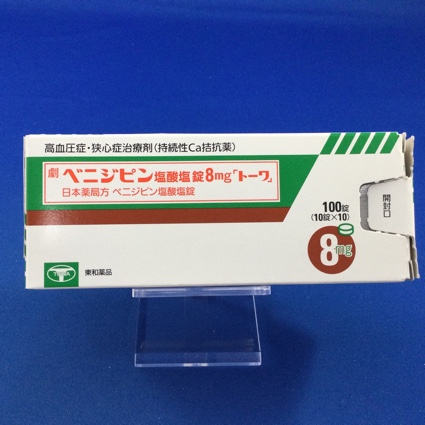 高血圧症・狭心症治療剤(持続性Ca拮抗薬)
劇 ベニジピン塩酸塩錠8mg「トーワ」
日本薬局方 ベニジピン塩酸塩錠
100錠
(10錠×10)
8mg
開封口
TOWA
東和薬品